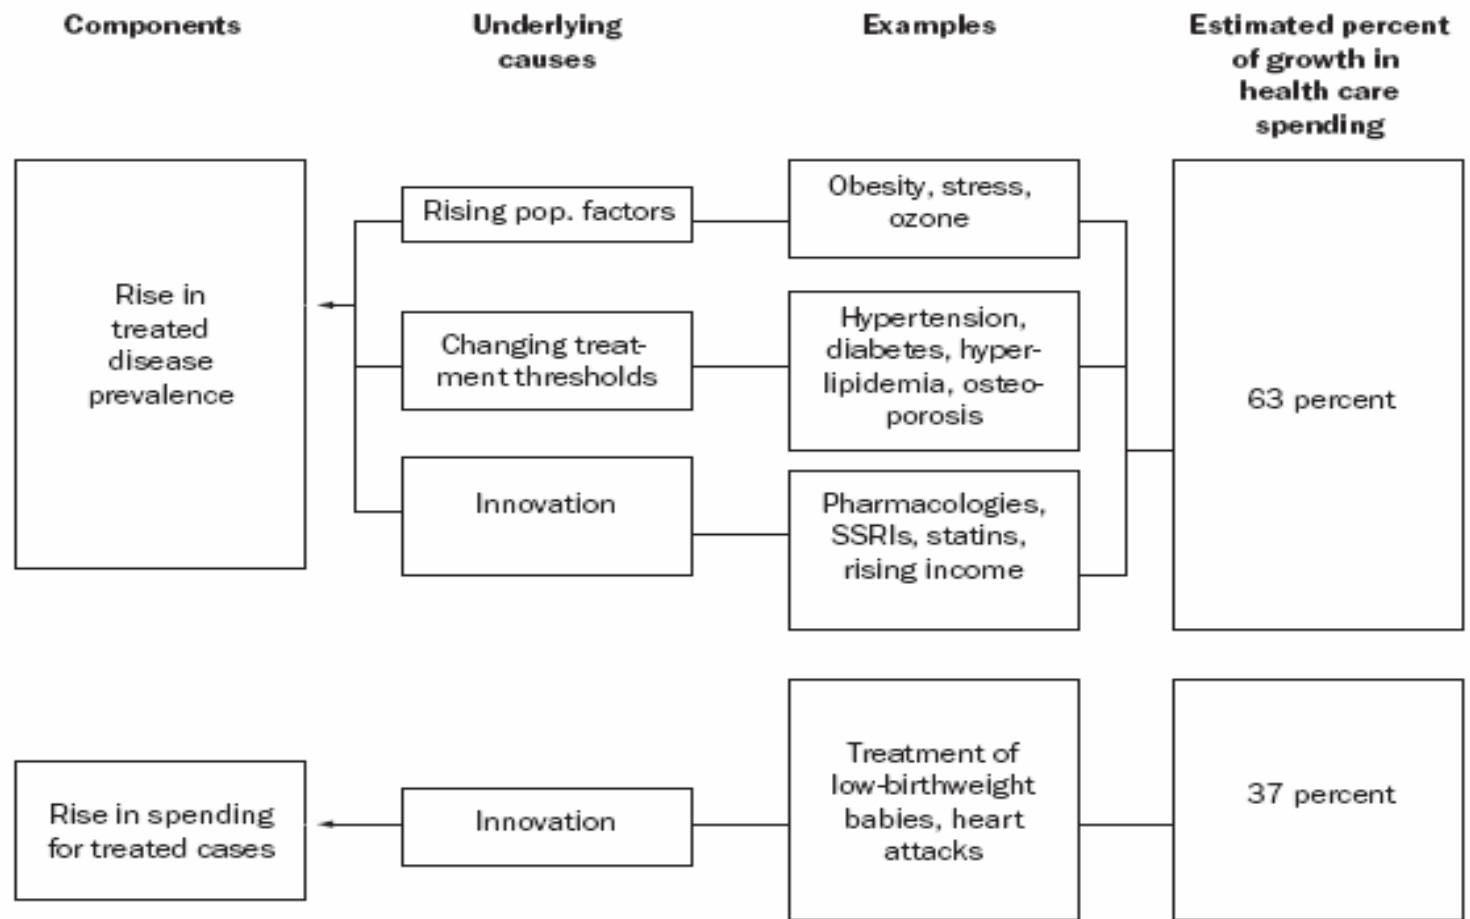 Components
Underlying
causes
Examples
Estimated percent
of growth in
health care
spending
Rise in
treated
disease
prevalence
Rising pop. factors
Obesity, stress,
ozone
Changing treat-
ment thresholds
Hypertension,
diabetes, hyper-
lipidemia, osteo-
porosis
Innovation
Pharmacologies,
SSRIs, statins,
rising income
63 percent
Rise in spending
for treated cases
Innovation
Treatment of
low-birthweight
babies, heart
attacks
37 percent